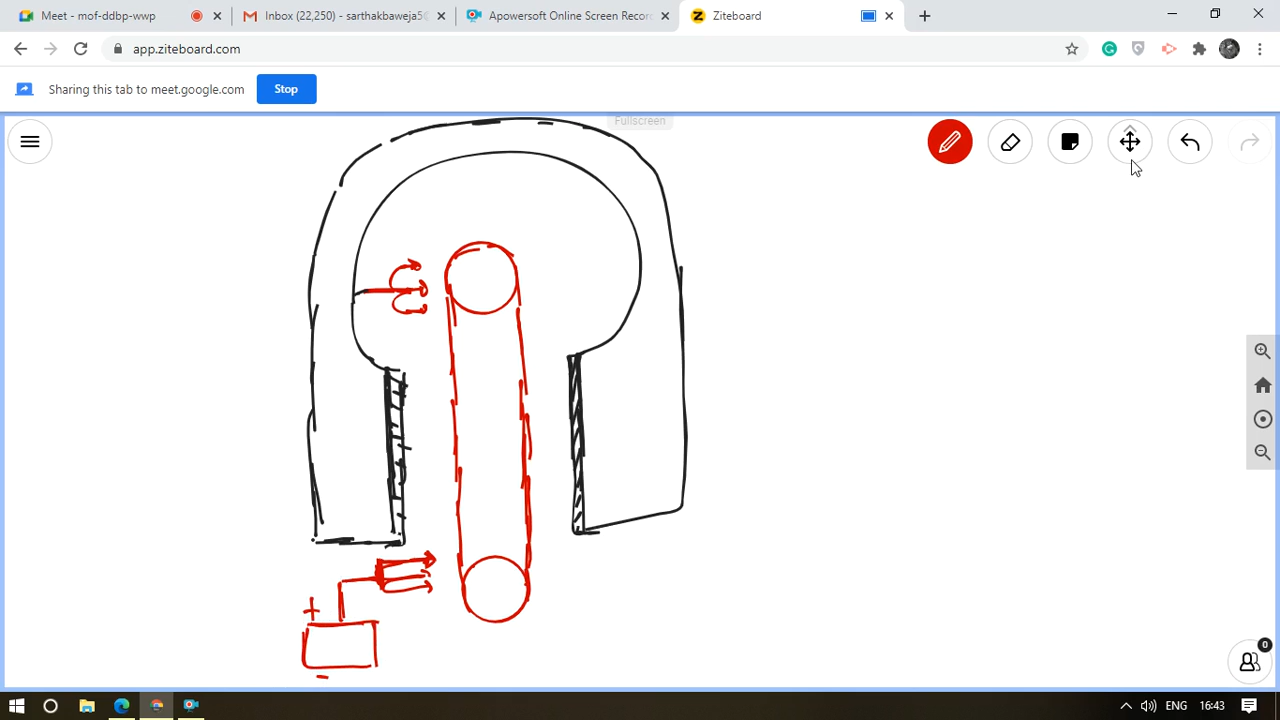 Meet - mof-ddbp-wwp
Inbox (22,250) - sarthakbaweja5
Apowersoft Online Screen Recor
Ziteboard
app.ziteboard.com
Sharing this tab to meet.google.com
Stop
Fullscreen
+
-
0
ENG
16:43